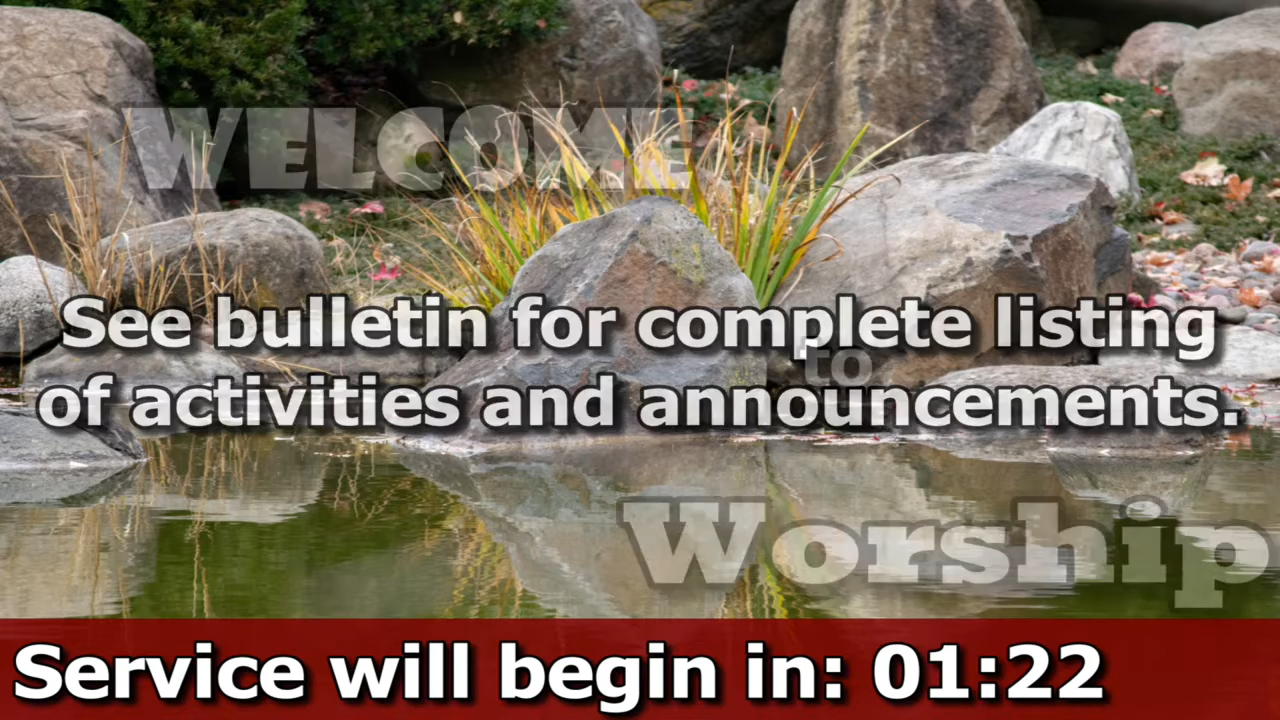 WELCOME
See bulletin for complete listing
to
of activities and announcements.
Worship
Service will begin in: 01:22